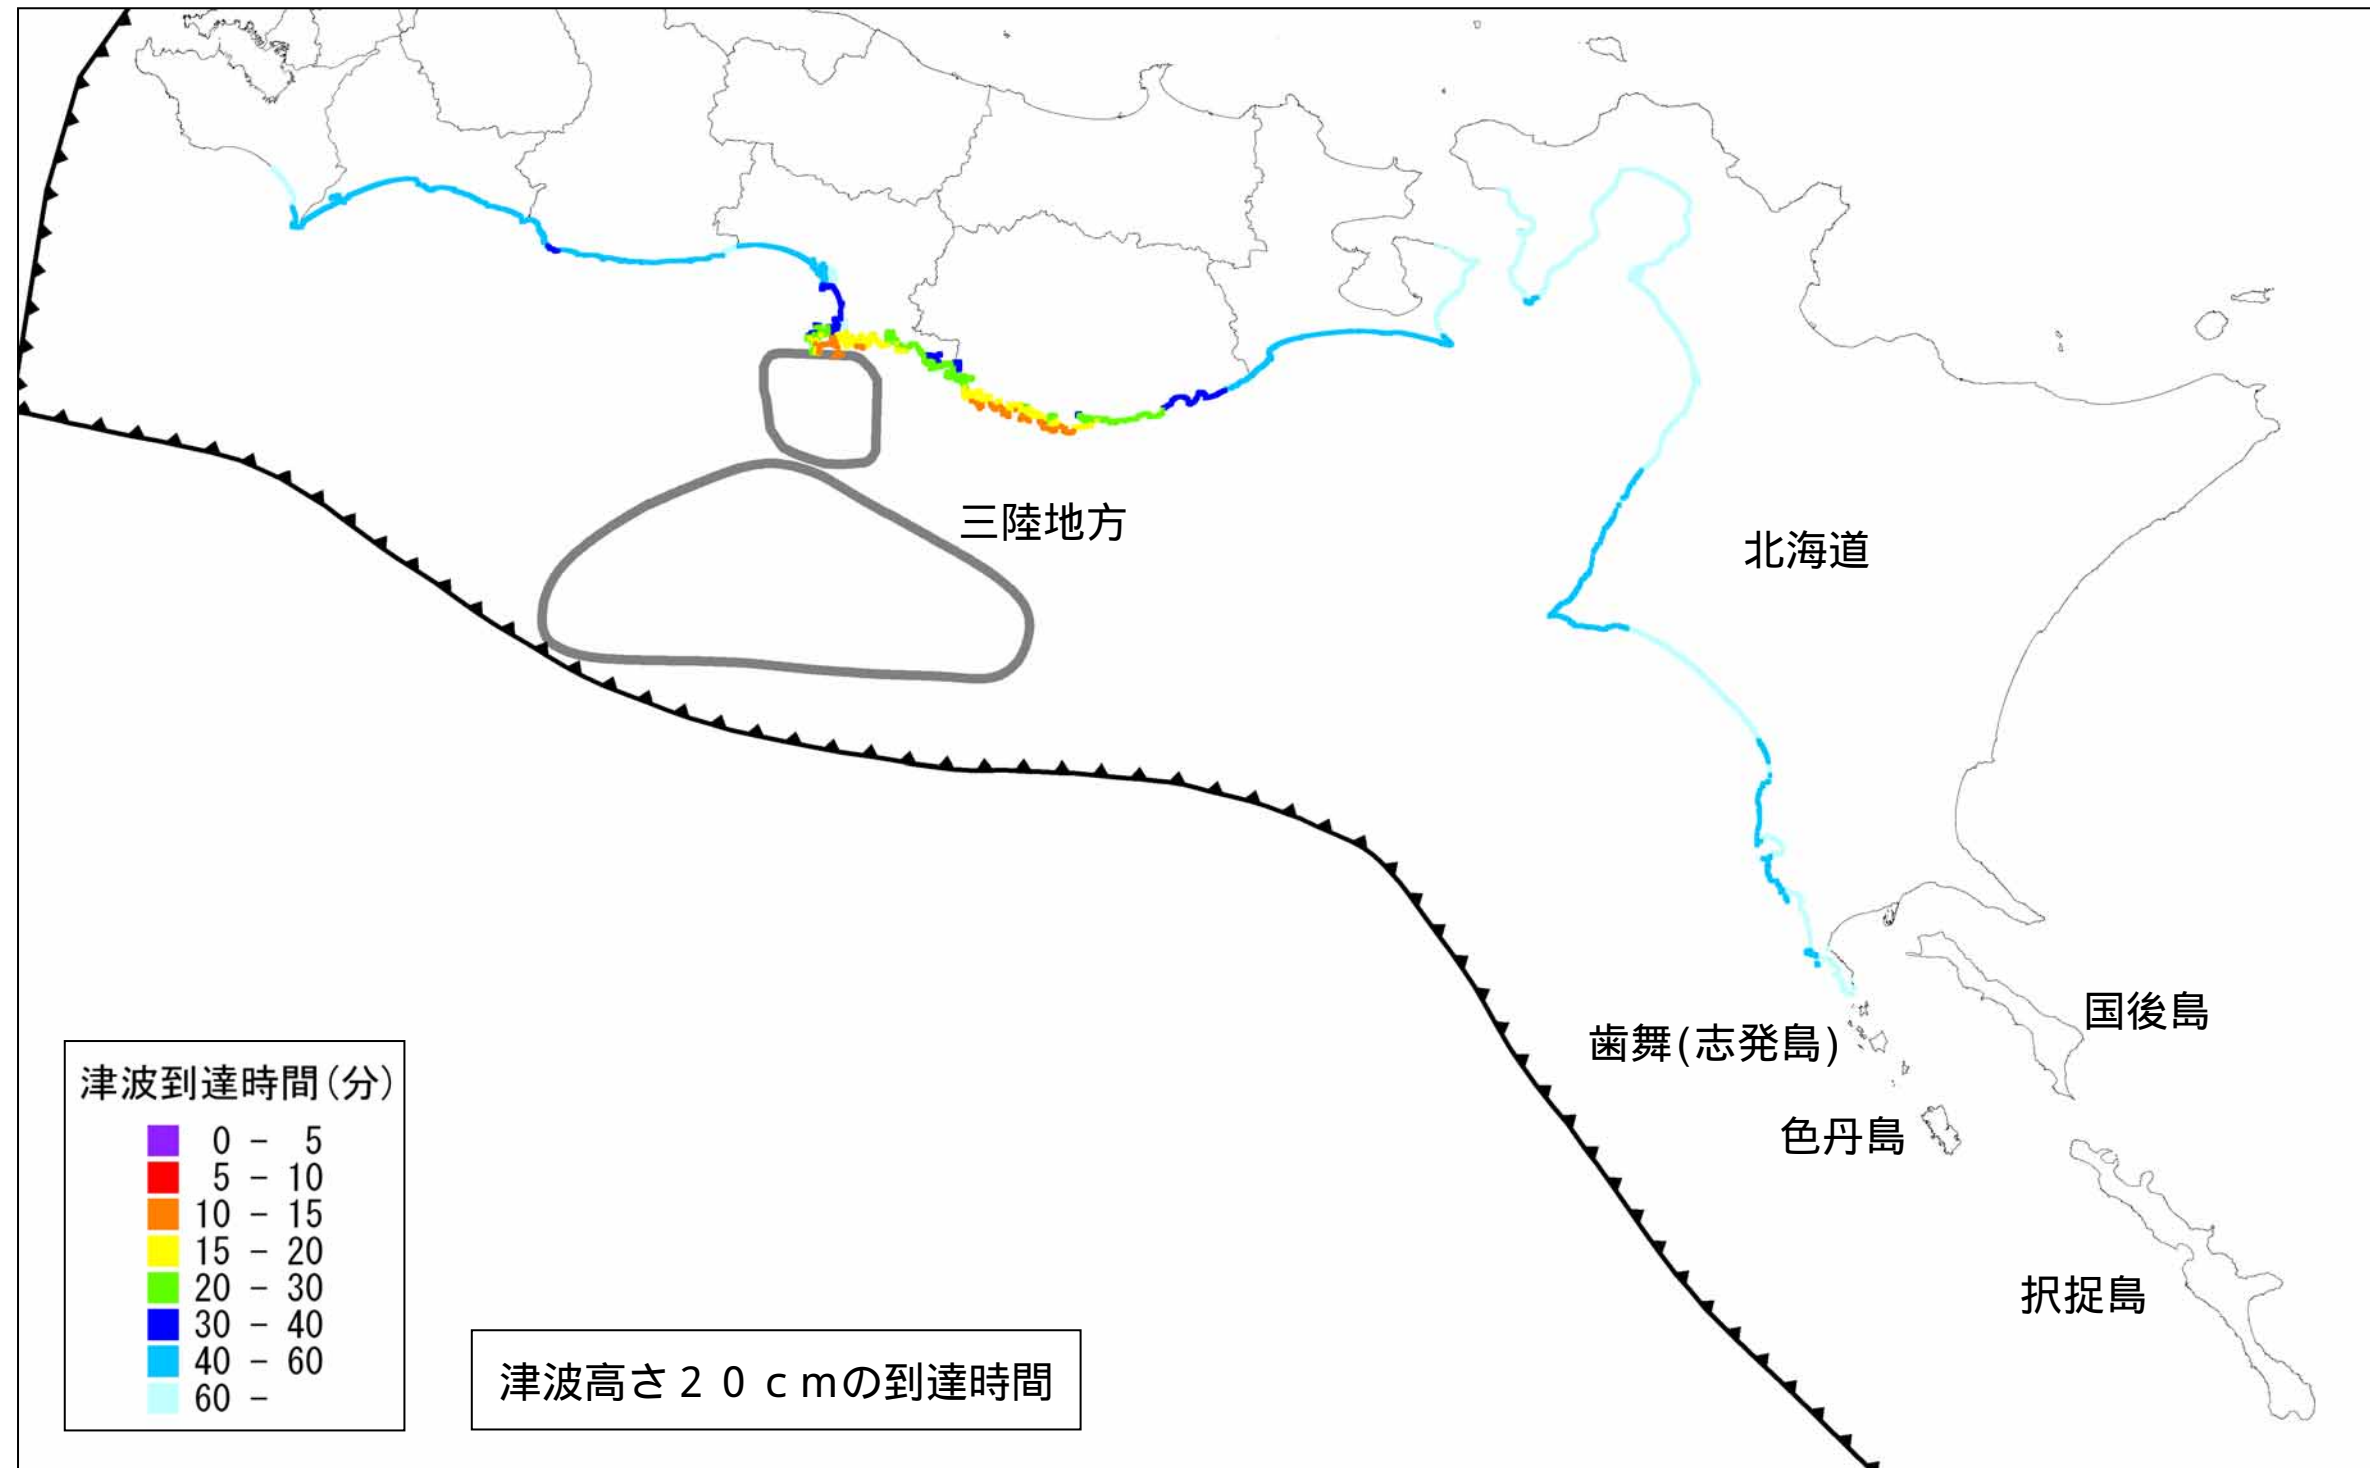 三陸地方
北海道
国後島
歯舞(志発島)
色丹島
択捉島
津波到達時間(分)
0 - 5
5 - 10
10 - 15
15 - 20
20 - 30
30 - 40
40 - 60
60 -
津波高さ20cmの到達時間